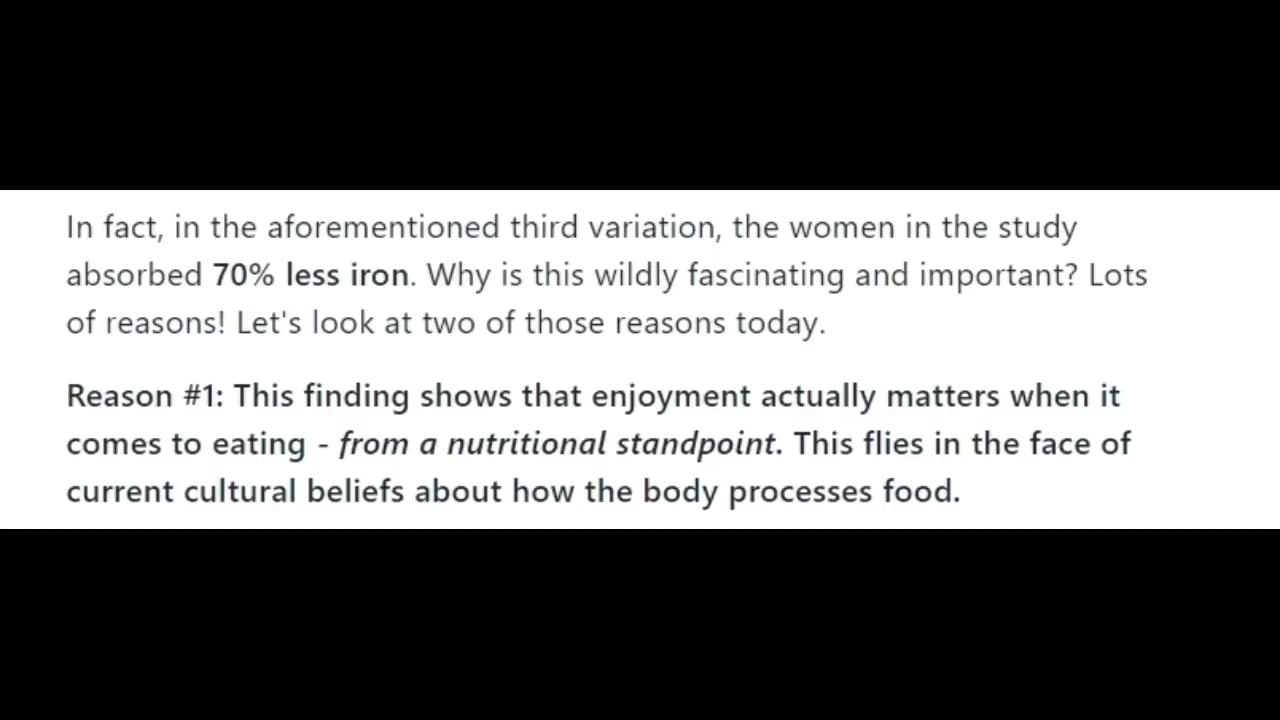 In fact, in the aforementioned third variation, the women in the study
absorbed 70% less iron. Why is this wildly fascinating and important? Lots
of reasons! Let's look at two of those reasons today.
Reason #1: This finding shows that enjoyment actually matters when it
comes to eating - from a nutritional standpoint. This flies in the face of
current cultural beliefs about how the body processes food.